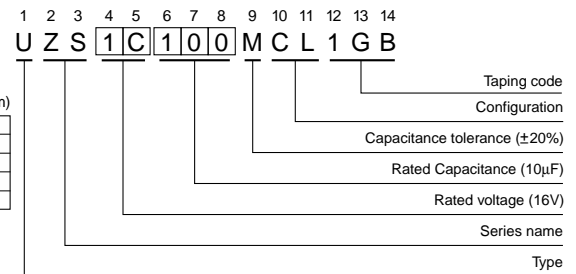 1 2 3 4 5 6 7 8 9 10 11 12 13 14
U Z S 1 C 1 0 0 M C L 1 G B
m)
Taping code
Configuration
Capacitance tolerance (±20%)
Rated Capacitance (10µF)
Rated voltage (16V)
Series name
Type